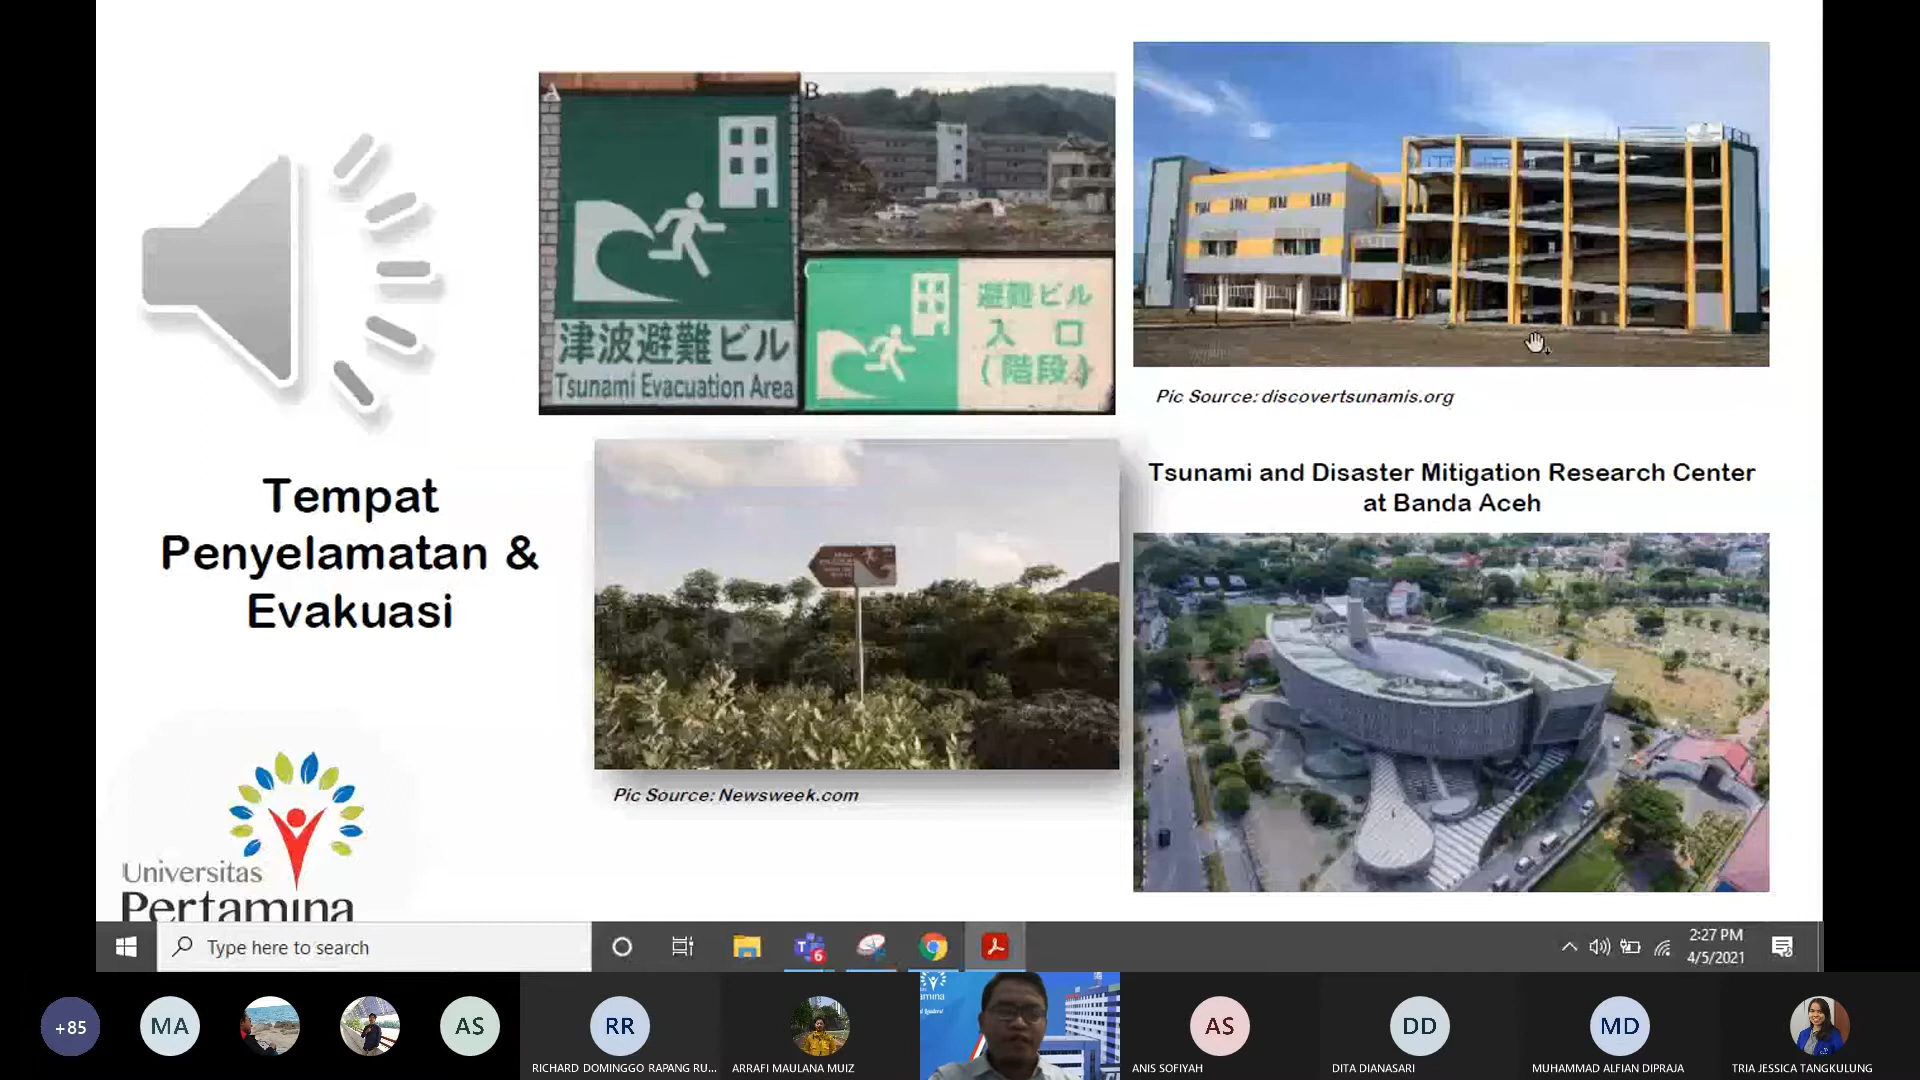 A
B
C
津波避難ビル
Tsunami Evacuation Area
避難ビル
入口
(階段)
Pic Source: discovertsunamis.org
Tsunami and Disaster Mitigation Research Center
at Banda Aceh
Tempat
Penyelamatan &
Evakuasi
Pic Source: Newsweek.com
Universitas
Pertamina
Type here to search
6
2:27 PM
4/5/2021
+85
MA
AS
RR
RICHARD DOMINGGO RAPANG RU...
ARRAFI MAULANA MUIZ
AS
ANIS SOFIYAH
DD
DITA DIANASARI
MD
MUHAMMAD ALFIAN DIPRAJA
TRIA JESSICA TANGKULUNG